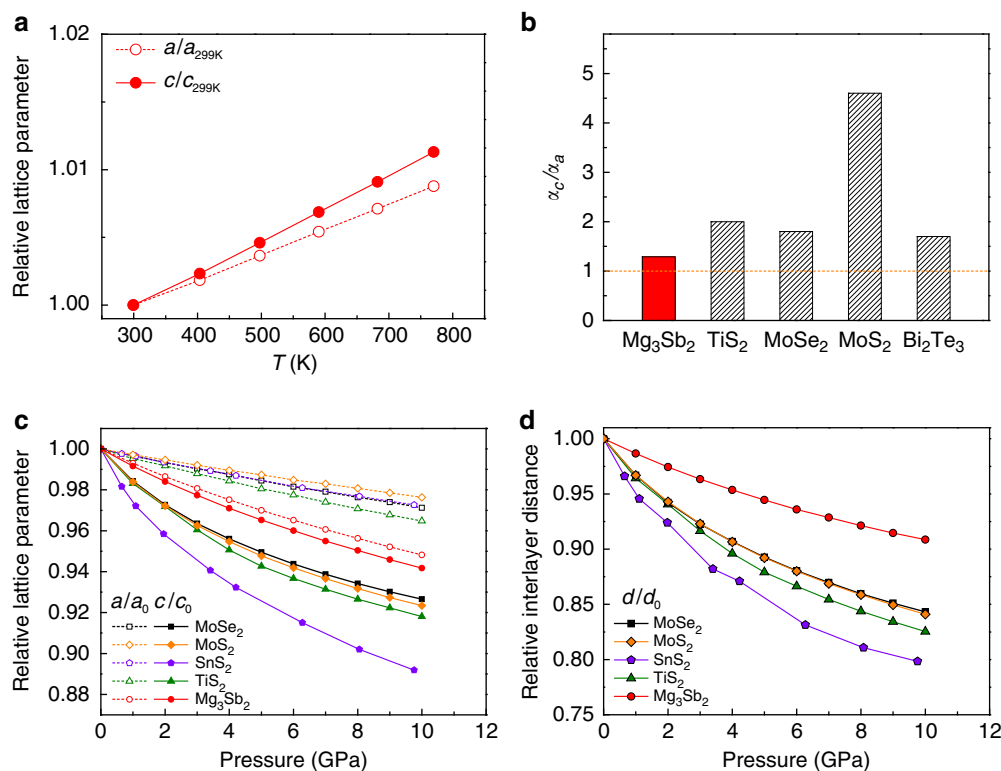 a
1.02
1.01
1.00
Relative lattice parameter
a/a299K
c/c299K
300 400 500 600 700 800
T (K)
b
5
4
3
2
1
0
αc/αa
Mg3Sb2 TiS2 MoSe2 MoS2 Bi2Te3
c
1.00
0.98
0.96
0.94
0.92
0.90
0.88
Relative lattice parameter
a/a0 c/c0
MoSe2
MoS2
SnS2
TiS2
Mg3Sb2
0 2 4 6 8 10 12
Pressure (GPa)
d
1.00
0.95
0.90
0.85
0.80
0.75
Relative interlayer distance
d/d0
MoSe2
MoS2
SnS2
TiS2
Mg3Sb2
0 2 4 6 8 10 12
Pressure (GPa)